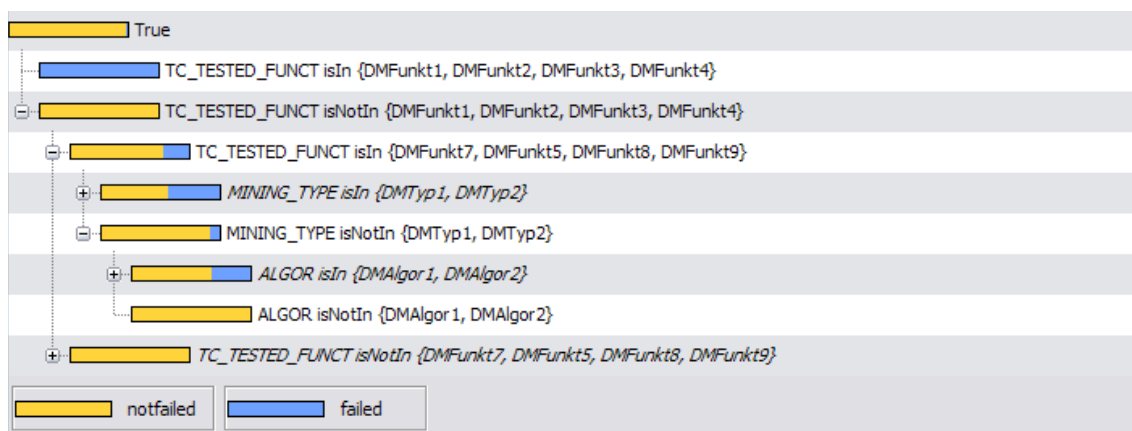 True
TC_TESTED_FUNCT isIn {DMFunkt1, DMFunkt2, DMFunkt3, DMFunkt4}
TC_TESTED_FUNCT isNotIn {DMFunkt1, DMFunkt2, DMFunkt3, DMFunkt4}
TC_TESTED_FUNCT isIn {DMFunkt7, DMFunkt5, DMFunkt8, DMFunkt9}
MINING_TYPE isIn {DMTyp1, DMTyp2}
MINING_TYPE isNotIn {DMTyp1, DMTyp2}
ALGOR isIn {DMAlgor1, DMAlgor2}
ALGOR isNotIn {DMAlgor1, DMAlgor2}
TC_TESTED_FUNCT isNotIn {DMFunkt7, DMFunkt5, DMFunkt8, DMFunkt9}
notfailed failed